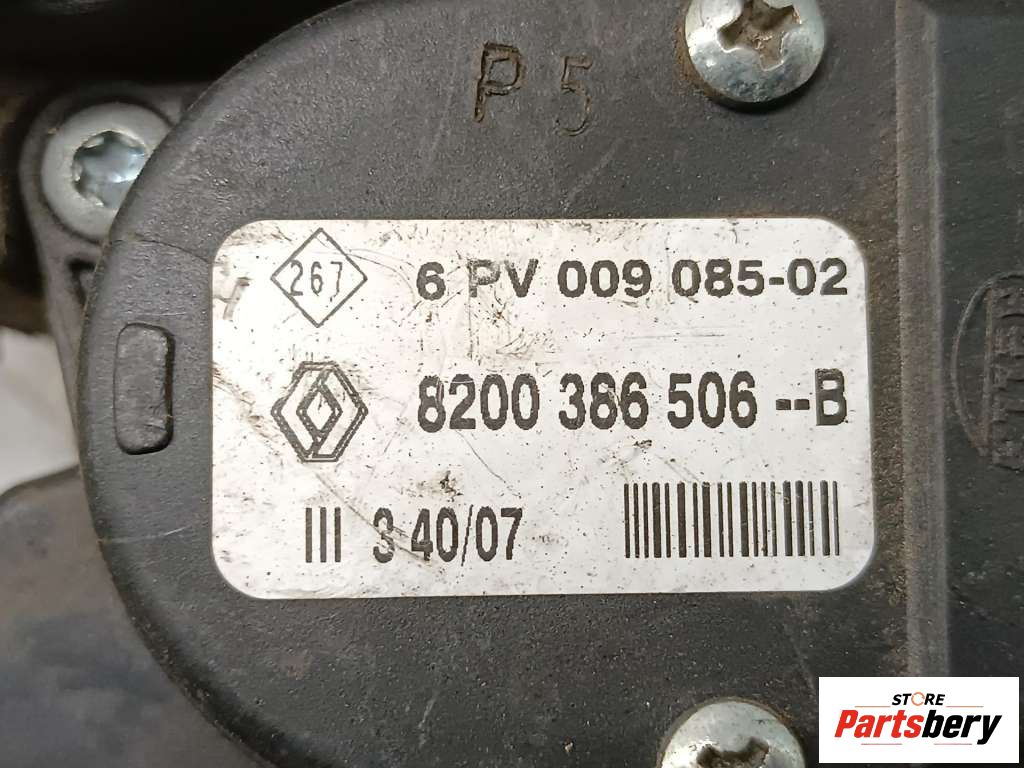 P 5
267
6 PV 009 085-02
8200 386 506 --B
III 3 40/07
STORE
Partsbery